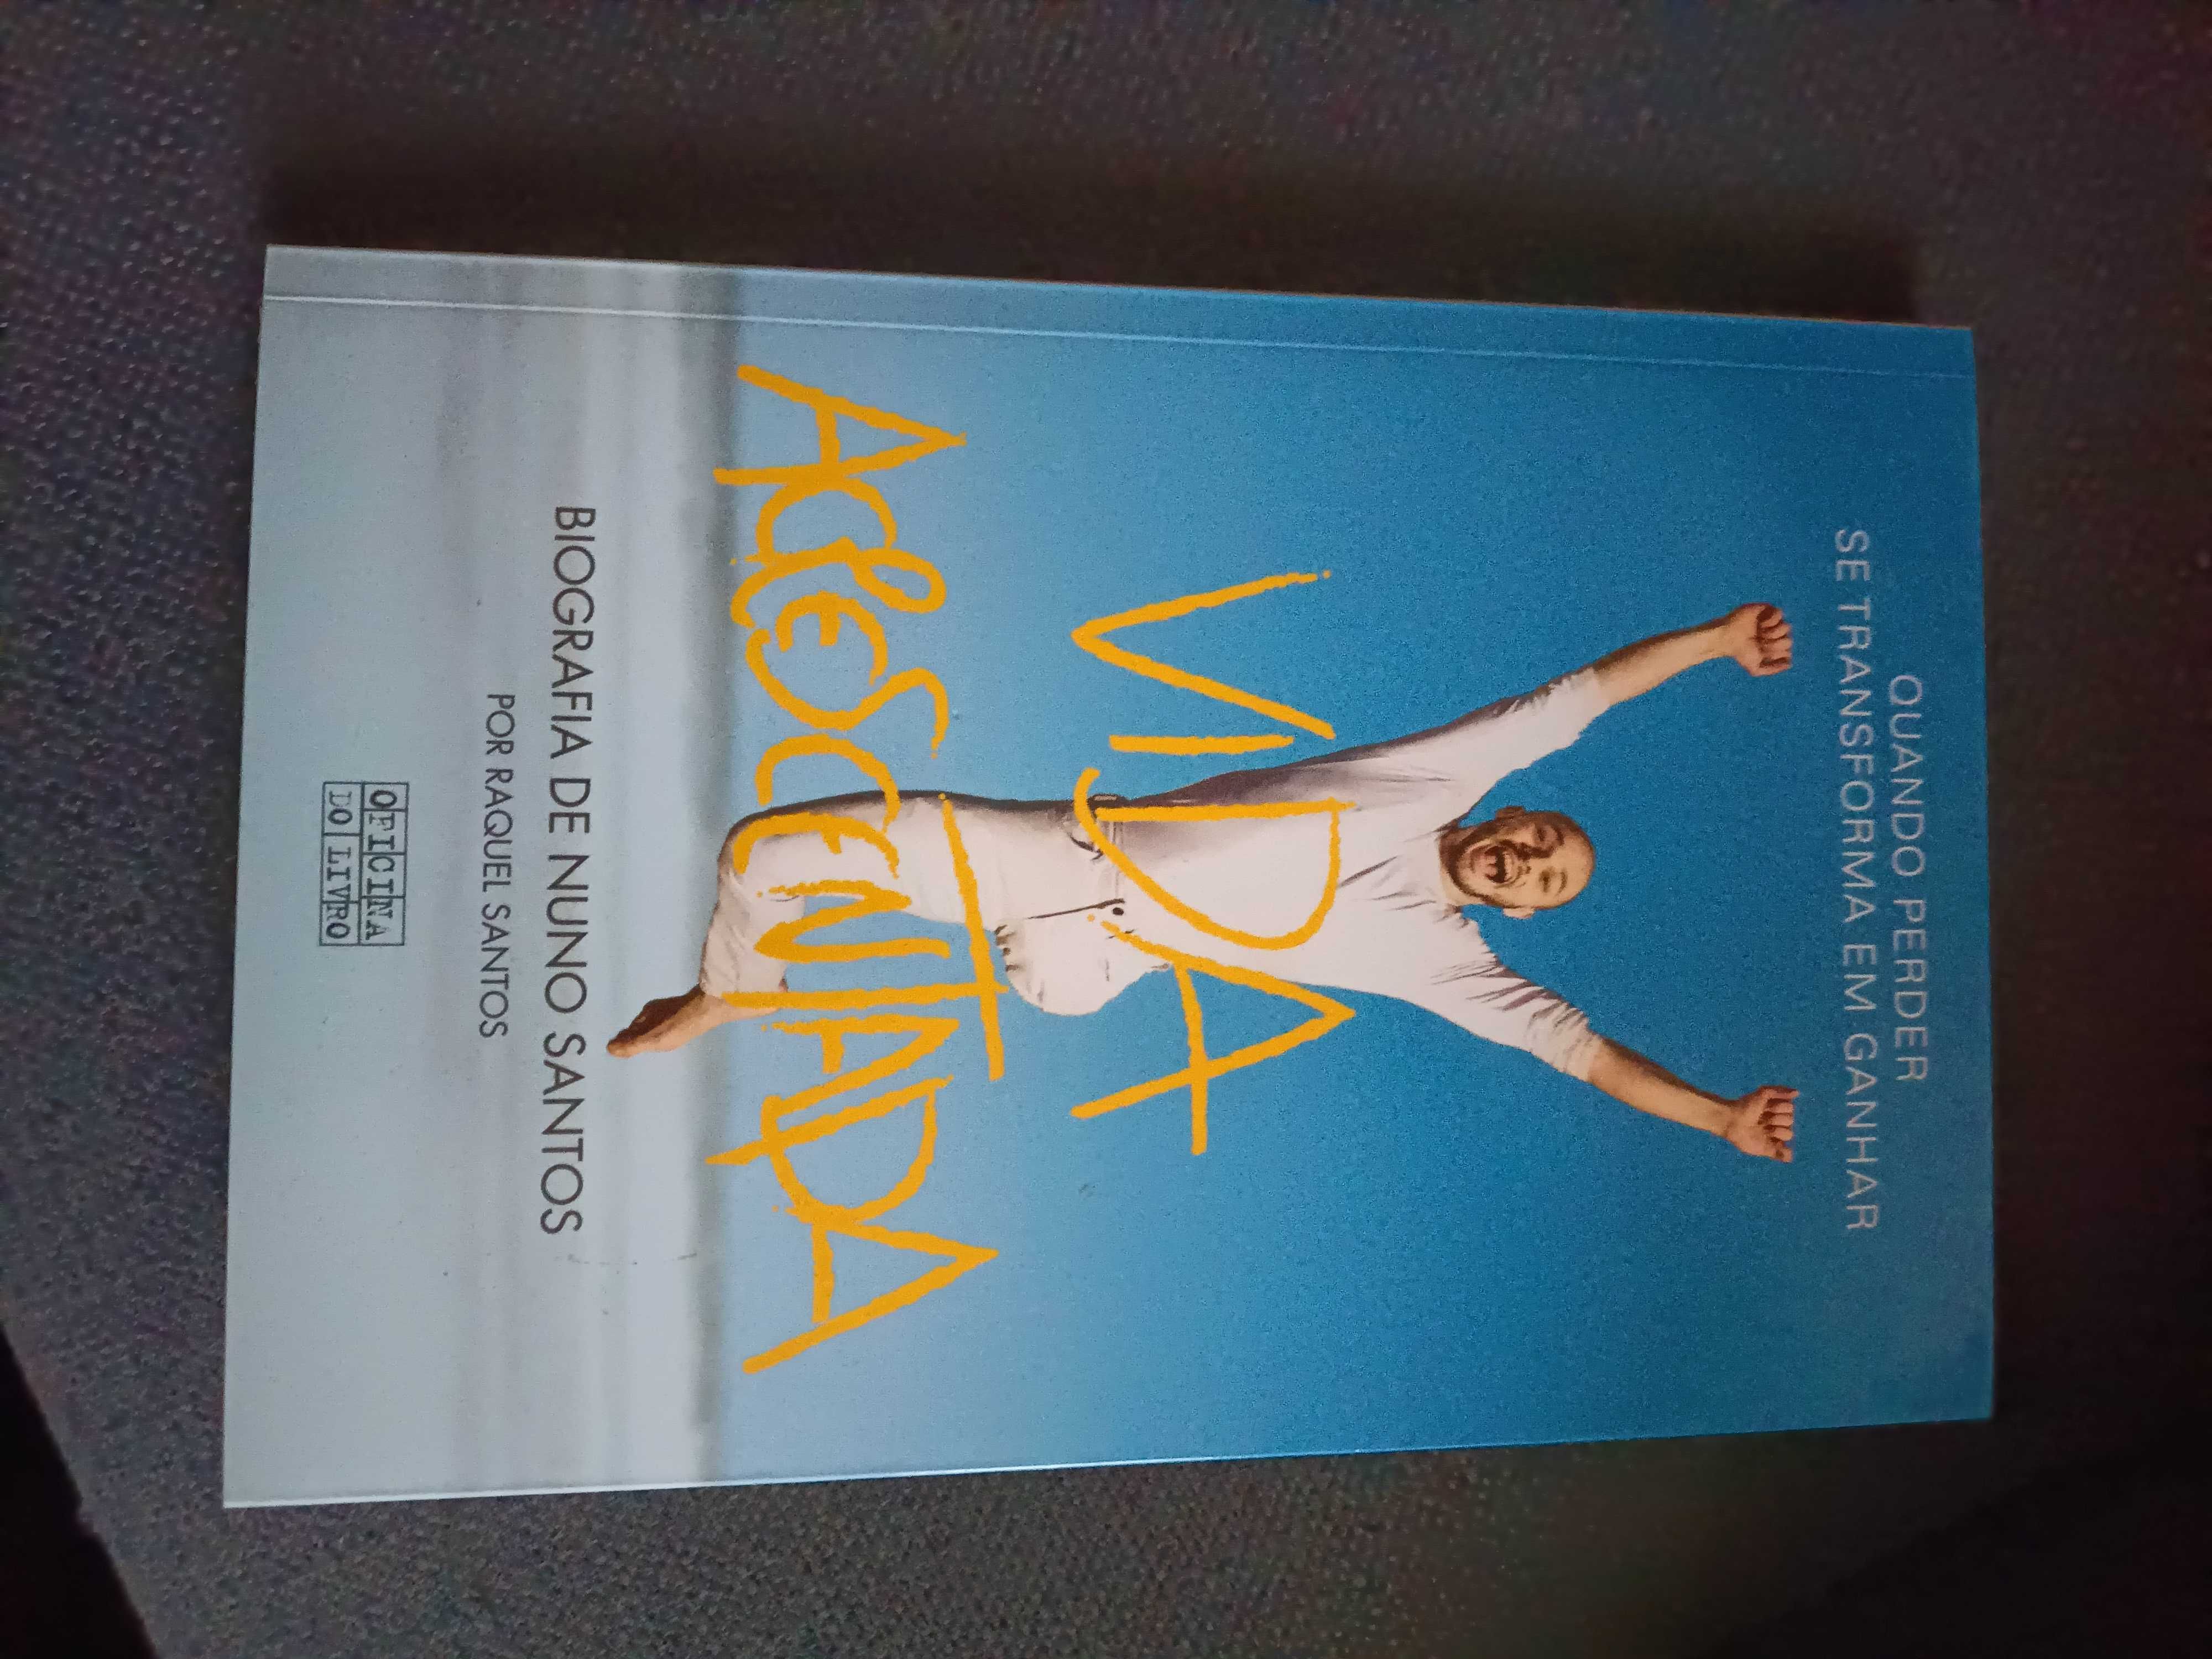 QUANDO PERDER
SE TRANSFORMA EM GANHAR
VIDA
ACRESCENTADA
BIOGRAFIA DE NUNO SANTOS
POR RAQUEL SANTOS
OFICINA
DO LIVRO